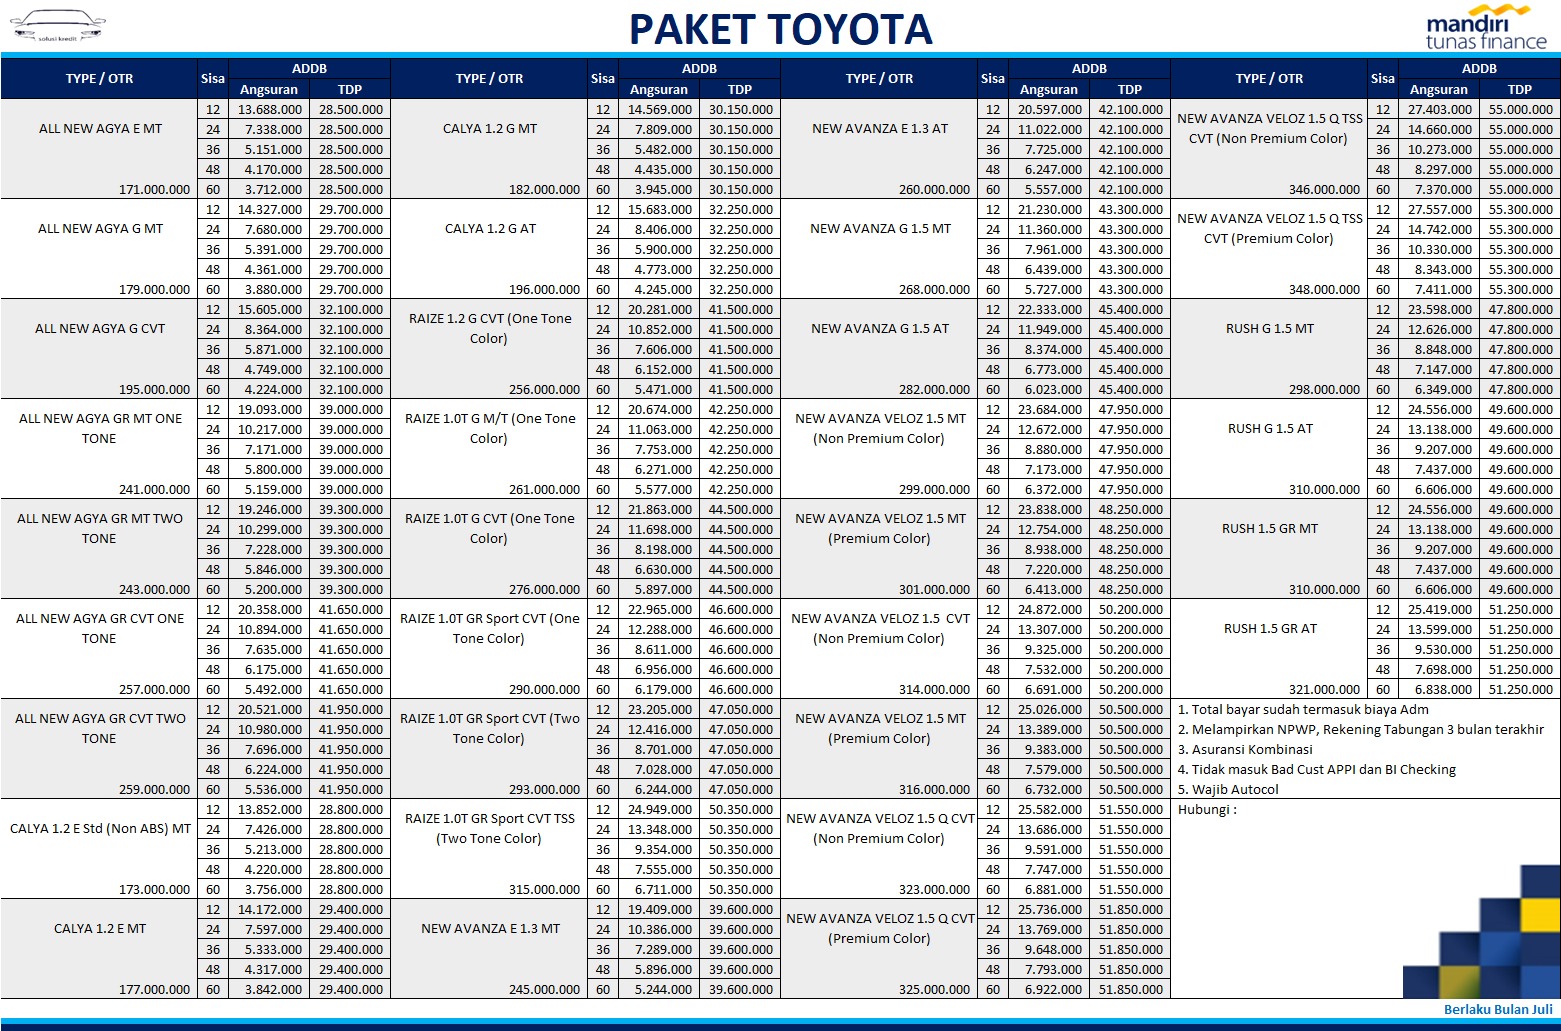 solusi kredit
PAKET TOYOTA
mandiri
tunas finance
TYPE / OTR Sisa ADDB TYPE / OTR Sisa ADDB TYPE / OTR Sisa ADDB TYPE / OTR Sisa ADDB
Angsuran TDP Angsuran TDP Angsuran TDP Angsuran TDP
ALL NEW AGYA E MT
171.000.000
12 13.688.000 28.500.000
24 7.338.000 28.500.000
36 5.151.000 28.500.000
48 4.170.000 28.500.000
60 3.712.000 28.500.000
ALL NEW AGYA G MT
179.000.000
12 14.327.000 29.700.000
24 7.680.000 29.700.000
36 5.391.000 29.700.000
48 4.361.000 29.700.000
60 3.880.000 29.700.000
ALL NEW AGYA G CVT
195.000.000
12 15.605.000 32.100.000
24 8.364.000 32.100.000
36 5.871.000 32.100.000
48 4.749.000 32.100.000
60 4.224.000 32.100.000
ALL NEW AGYA GR MT ONE
TONE
241.000.000
12 19.093.000 39.000.000
24 10.217.000 39.000.000
36 7.171.000 39.000.000
48 5.800.000 39.000.000
60 5.159.000 39.000.000
ALL NEW AGYA GR MT TWO
TONE
243.000.000
12 19.246.000 39.300.000
24 10.299.000 39.300.000
36 7.228.000 39.300.000
48 5.846.000 39.300.000
60 5.200.000 39.300.000
ALL NEW AGYA GR CVT ONE
TONE
257.000.000
12 20.358.000 41.650.000
24 10.894.000 41.650.000
36 7.635.000 41.650.000
48 6.175.000 41.650.000
60 5.492.000 41.650.000
ALL NEW AGYA GR CVT TWO
TONE
259.000.000
12 20.521.000 41.950.000
24 10.980.000 41.950.000
36 7.696.000 41.950.000
48 6.224.000 41.950.000
60 5.536.000 41.950.000
CALYA 1.2 E Std (Non ABS) MT
173.000.000
12 13.852.000 28.800.000
24 7.426.000 28.800.000
36 5.213.000 28.800.000
48 4.220.000 28.800.000
60 3.756.000 28.800.000
CALYA 1.2 E MT
177.000.000
12 14.172.000 29.400.000
24 7.597.000 29.400.000
36 5.333.000 29.400.000
48 4.317.000 29.400.000
60 3.842.000 29.400.000
CALYA 1.2 G MT
182.000.000
12 14.569.000 30.150.000
24 7.809.000 30.150.000
36 5.482.000 30.150.000
48 4.435.000 30.150.000
60 3.945.000 30.150.000
CALYA 1.2 G AT
196.000.000
12 15.683.000 32.250.000
24 8.406.000 32.250.000
36 5.900.000 32.250.000
48 4.773.000 32.250.000
60 4.245.000 32.250.000
RAIZE 1.2 G CVT (One Tone
Color)
256.000.000
12 20.281.000 41.500.000
24 10.852.000 41.500.000
36 7.606.000 41.500.000
48 6.152.000 41.500.000
60 5.471.000 41.500.000
RAIZE 1.0T G M/T (One Tone
Color)
261.000.000
12 20.674.000 42.250.000
24 11.063.000 42.250.000
36 7.753.000 42.250.000
48 6.271.000 42.250.000
60 5.577.000 42.250.000
RAIZE 1.0T G CVT (One Tone
Color)
276.000.000
12 21.863.000 44.500.000
24 11.698.000 44.500.000
36 8.198.000 44.500.000
48 6.630.000 44.500.000
60 5.897.000 44.500.000
RAIZE 1.0T GR Sport CVT (One
Tone Color)
290.000.000
12 22.965.000 46.600.000
24 12.288.000 46.600.000
36 8.611.000 46.600.000
48 6.956.000 46.600.000
60 6.179.000 46.600.000
RAIZE 1.0T GR Sport CVT (Two
Tone Color)
293.000.000
12 23.205.000 47.050.000
24 12.416.000 47.050.000
36 8.701.000 47.050.000
48 7.028.000 47.050.000
60 6.244.000 47.050.000
RAIZE 1.0T GR Sport CVT TSS
(Two Tone Color)
315.000.000
12 24.949.000 50.350.000
24 13.348.000 50.350.000
36 9.354.000 50.350.000
48 7.555.000 50.350.000
60 6.711.000 50.350.000
NEW AVANZA E 1.3 MT
245.000.000
12 19.409.000 39.600.000
24 10.386.000 39.600.000
36 7.289.000 39.600.000
48 5.896.000 39.600.000
60 5.244.000 39.600.000
NEW AVANZA E 1.3 AT
260.000.000
12 20.597.000 42.100.000
24 11.022.000 42.100.000
36 7.725.000 42.100.000
48 6.247.000 42.100.000
60 5.557.000 42.100.000
NEW AVANZA G 1.5 MT
268.000.000
12 21.230.000 43.300.000
24 11.360.000 43.300.000
36 7.961.000 43.300.000
48 6.439.000 43.300.000
60 5.727.000 43.300.000
NEW AVANZA G 1.5 AT
282.000.000
12 22.333.000 45.400.000
24 11.949.000 45.400.000
36 8.374.000 45.400.000
48 6.773.000 45.400.000
60 6.023.000 45.400.000
NEW AVANZA VELOZ 1.5 MT
(Non Premium Color)
299.000.000
12 23.684.000 47.950.000
24 12.672.000 47.950.000
36 8.880.000 47.950.000
48 7.173.000 47.950.000
60 6.372.000 47.950.000
NEW AVANZA VELOZ 1.5 MT
(Premium Color)
301.000.000
12 23.838.000 48.250.000
24 12.754.000 48.250.000
36 8.938.000 48.250.000
48 7.220.000 48.250.000
60 6.413.000 48.250.000
NEW AVANZA VELOZ 1.5 CVT
(Non Premium Color)
314.000.000
12 24.872.000 50.200.000
24 13.307.000 50.200.000
36 9.325.000 50.200.000
48 7.532.000 50.200.000
60 6.691.000 50.200.000
NEW AVANZA VELOZ 1.5 MT
(Premium Color)
316.000.000
12 25.026.000 50.500.000
24 13.389.000 50.500.000
36 9.383.000 50.500.000
48 7.579.000 50.500.000
60 6.732.000 50.500.000
NEW AVANZA VELOZ 1.5 Q CVT
(Non Premium Color)
323.000.000
12 25.582.000 51.550.000
24 13.686.000 51.550.000
36 9.591.000 51.550.000
48 7.747.000 51.550.000
60 6.881.000 51.550.000
NEW AVANZA VELOZ 1.5 Q CVT
(Premium Color)
325.000.000
12 25.736.000 51.850.000
24 13.769.000 51.850.000
36 9.648.000 51.850.000
48 7.793.000 51.850.000
60 6.922.000 51.850.000
NEW AVANZA VELOZ 1.5 Q TSS
CVT (Non Premium Color)
346.000.000
12 27.403.000 55.000.000
24 14.660.000 55.000.000
36 10.273.000 55.000.000
48 8.297.000 55.000.000
60 7.370.000 55.000.000
NEW AVANZA VELOZ 1.5 Q TSS
CVT (Premium Color)
348.000.000
12 27.557.000 55.300.000
24 14.742.000 55.300.000
36 10.330.000 55.300.000
48 8.343.000 55.300.000
60 7.411.000 55.300.000
RUSH G 1.5 MT
298.000.000
12 23.598.000 47.800.000
24 12.626.000 47.800.000
36 8.848.000 47.800.000
48 7.147.000 47.800.000
60 6.349.000 47.800.000
RUSH G 1.5 AT
310.000.000
12 24.556.000 49.600.000
24 13.138.000 49.600.000
36 9.207.000 49.600.000
48 7.437.000 49.600.000
60 6.606.000 49.600.000
RUSH 1.5 GR MT
310.000.000
12 24.556.000 49.600.000
24 13.138.000 49.600.000
36 9.207.000 49.600.000
48 7.437.000 49.600.000
60 6.606.000 49.600.000
RUSH 1.5 GR AT
321.000.000
12 25.419.000 51.250.000
24 13.599.000 51.250.000
36 9.530.000 51.250.000
48 7.698.000 51.250.000
60 6.838.000 51.250.000
1. Total bayar sudah termasuk biaya Adm
2. Melampirkan NPWP, Rekening Tabungan 3 bulan terakhir
3. Asuransi Kombinasi
4. Tidak masuk Bad Cust APPI dan BI Checking
5. Wajib Autocol
Hubungi :
Berlaku Bulan Juli